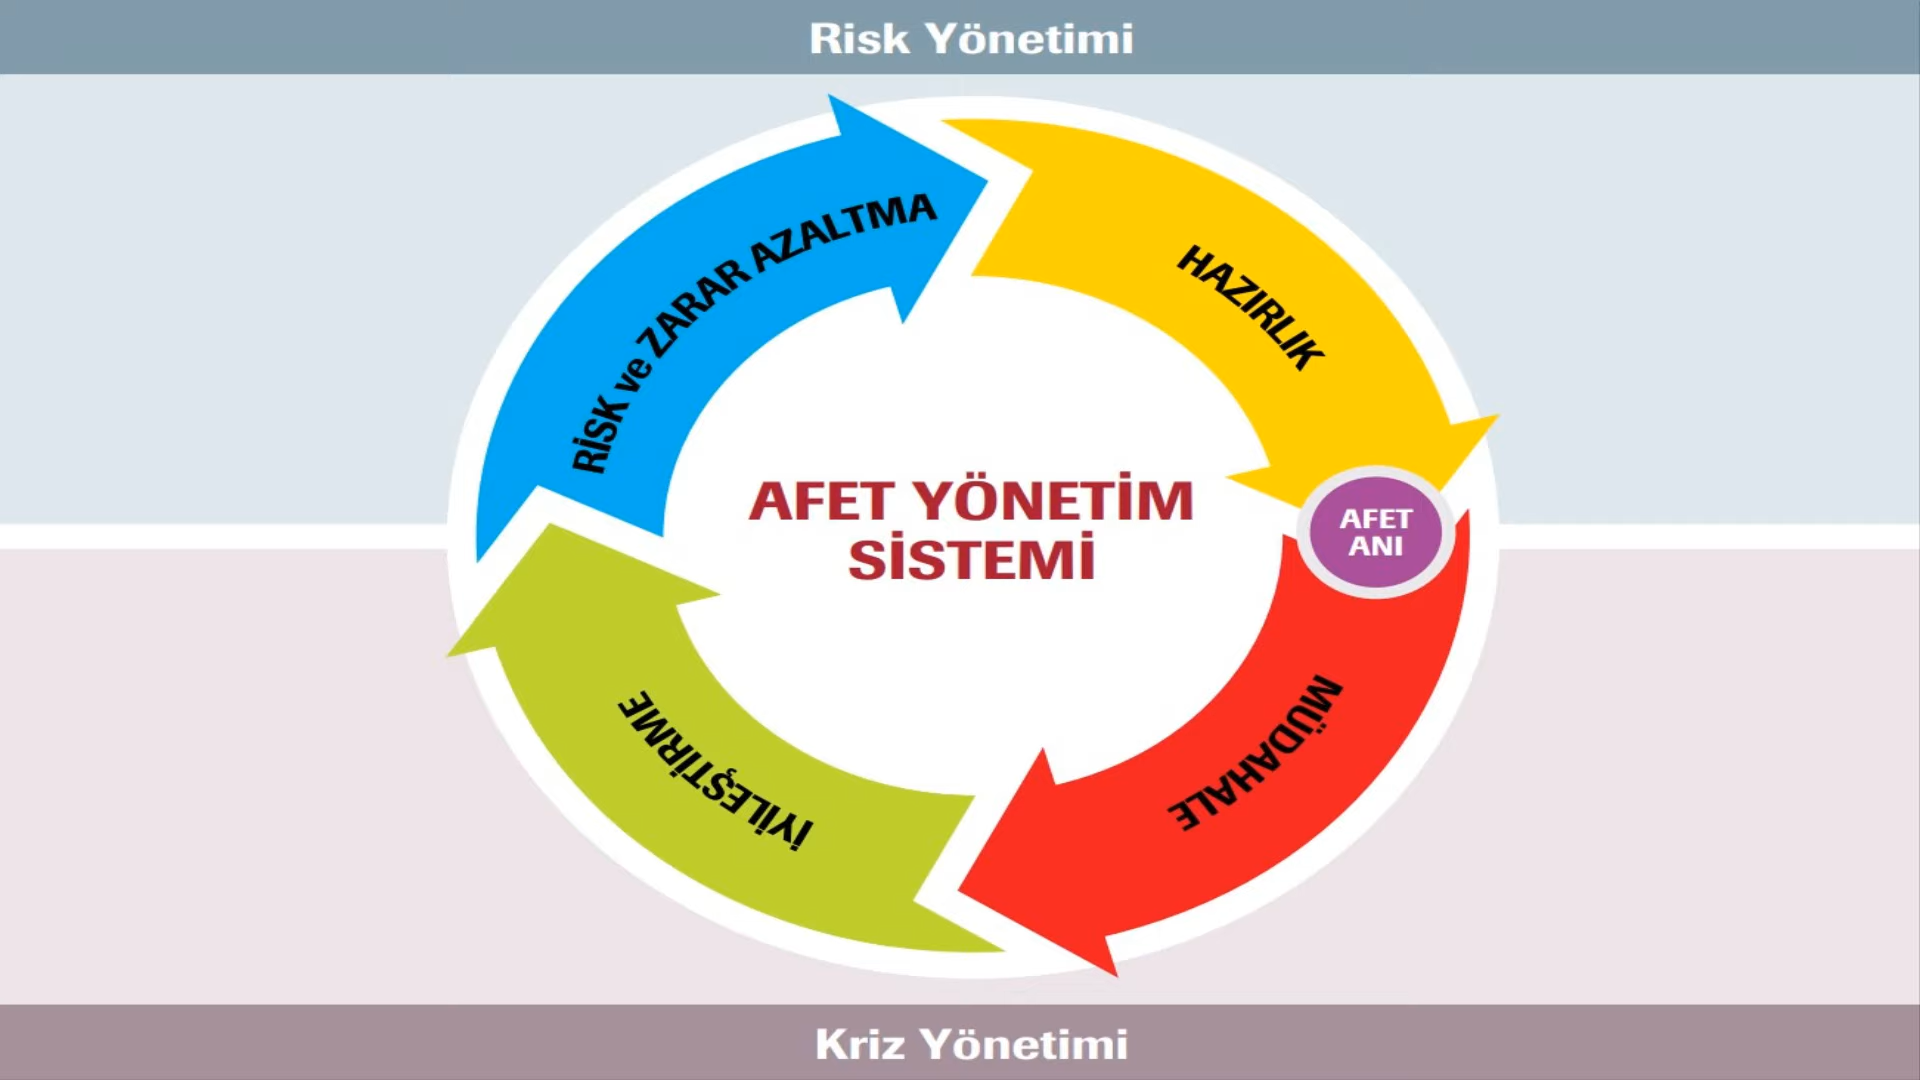 Risk Yönetimi
RİSK ve ZARAR AZALTMA
HAZIRLIK
AFET YÖNETİM
SİSTEMİ
AFET
ANI
MÜDAHALE
İYİLEŞTİRME
Kriz Yönetimi